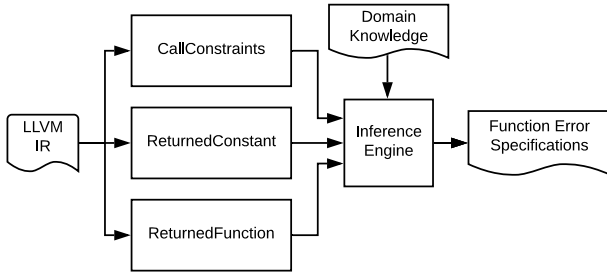 Domain
Knowledge
CallConstraints
LLVM
IR
ReturnedConstant
Inference
Engine
Function Error
Specifications
ReturnedFunction